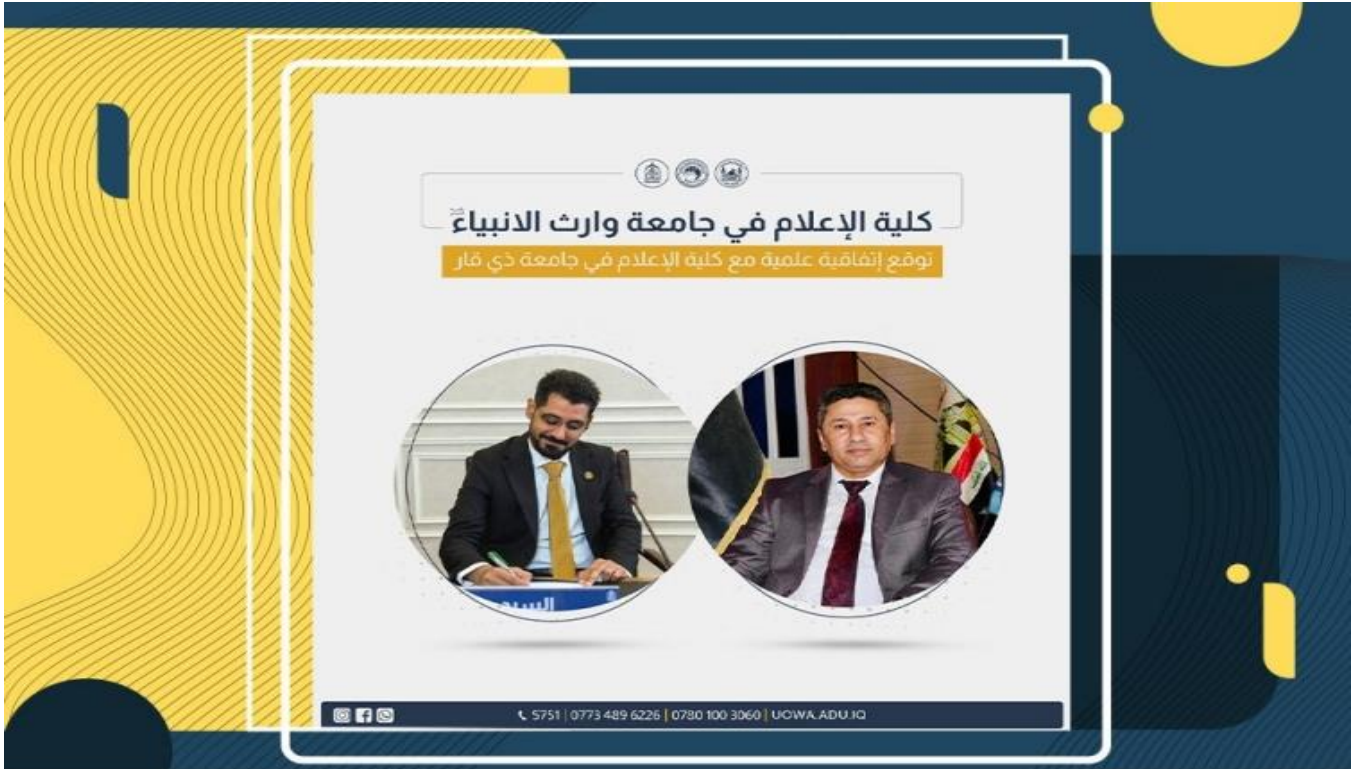 كلية الإعلام في جامعة وارث الانبياء
توقع إتفاقية علمية مع كلية الإعلام في جامعة ذي قار
5751 | 0773 489 6226 | 0780 100 3060 | UOWA.ADU.IQ